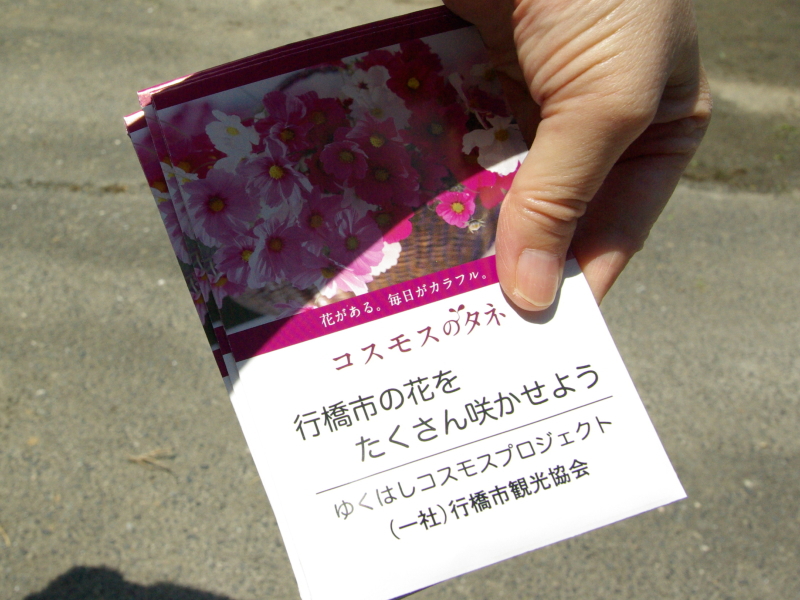 花がある。毎日がカラフル。
コスモスのタネ
行橋市の花を
たくさん咲かせよう
ゆくはしコスモスプロジェクト
(一社)行橋市観光協会